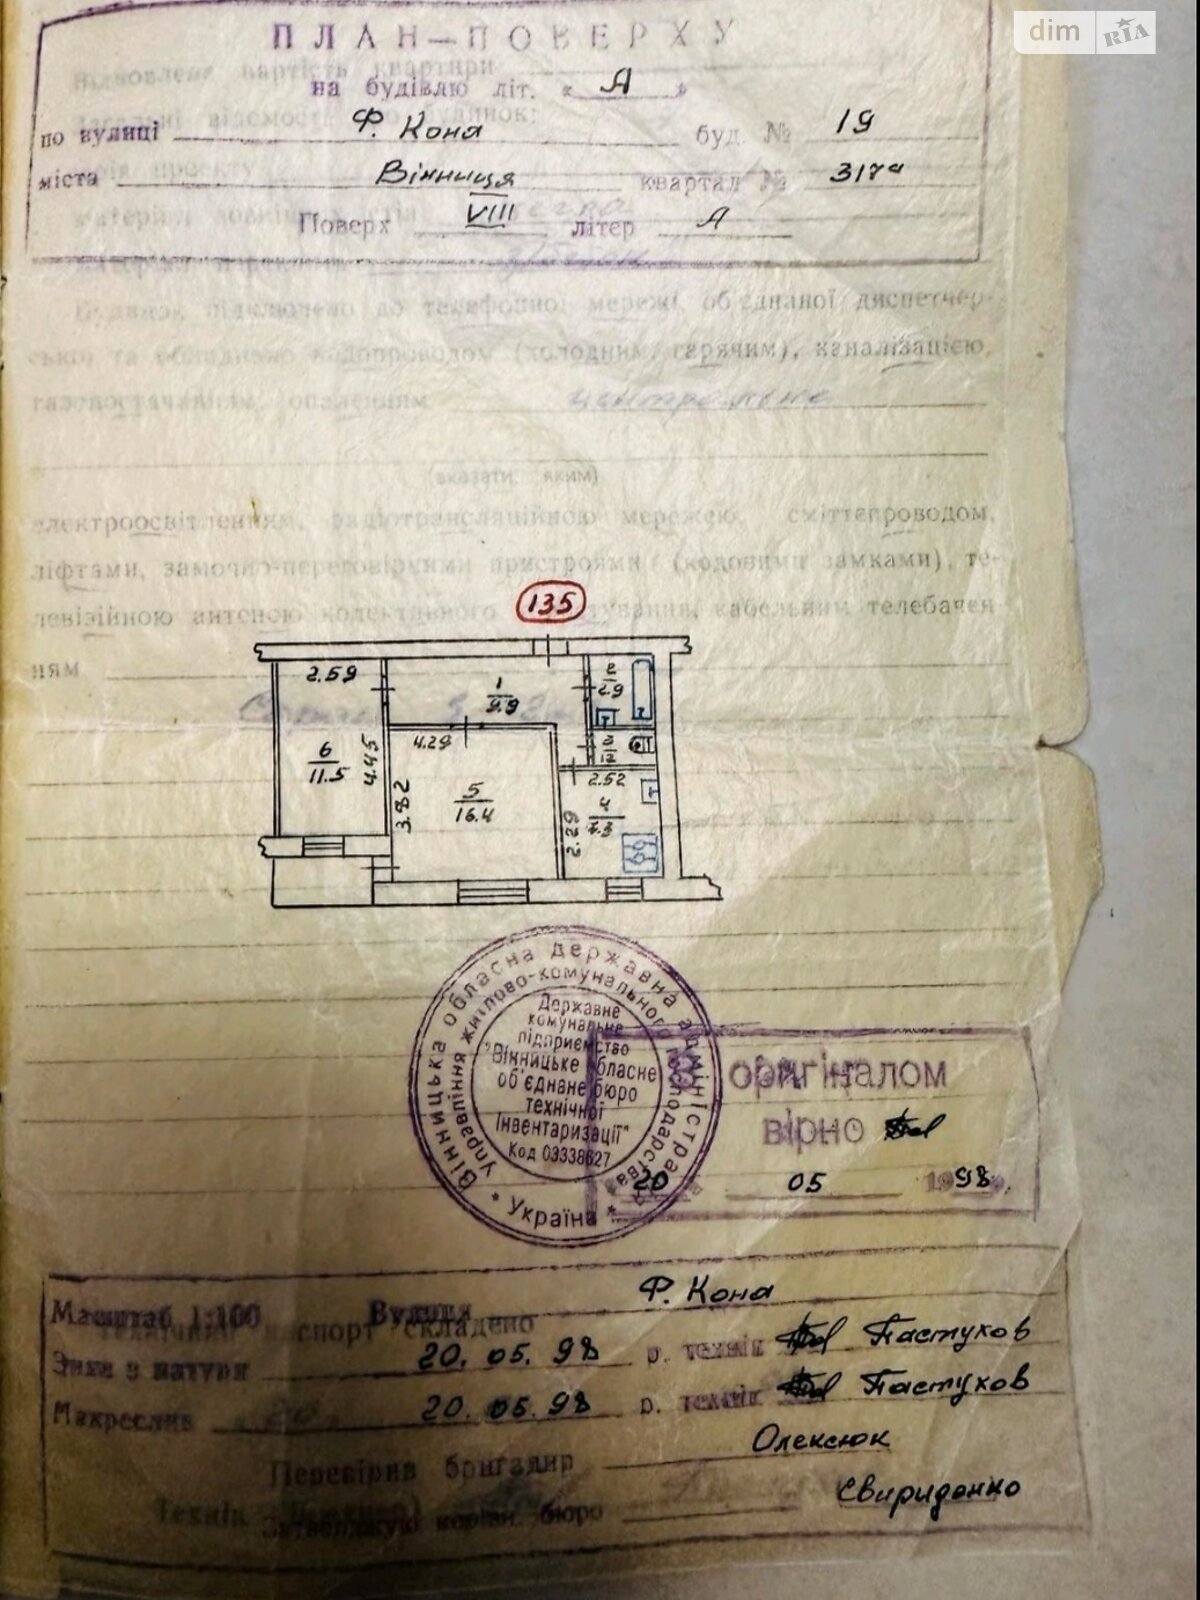 dim RIA
ПЛАН-ПОВЕРХУ
на будівлю літ. « А »
по вулиці Ф. Кона буд. № 19
міста Вінниця квартал № 317а
Поверх VIII літер А
Будинок підключено до телефонної мережі, об'єднаної диспетчер-
ської та обладнано водопроводом (холодним, гарячим), каналізацією,
газопостачанням, опаленням центральне
(вказати, яким)
електроосвітленням, радіотрансляційною мережею, сміттєпроводом,
ліфтами, замочно-переговірними пристроями (кодовими замками), те-
левізійною антеною колективного кабельним телебачен
ням
135
2.59
1
9.9
2
2.9
6
11.5
4.45
4.29
3
3.82
5
16.4
2.52
4
7.3
2.29
Вінницька обласна державна адміністрація
Управління житлово-комунального господарства
* Україна *
Державне
комунальне
підприємство
"Вінницьке обласне
об'єднане бюро
технічної
інвентаризації"
Код 03338627
З оригіналом
вірно
20 05 1998
Масштаб 1:100 Вулиця Ф. Кона
Технічний паспорт складено
20.05.98 р. технік Пастухов
20.05.98 р. технік Пастухов
Перевірив бригадир Олексюк
Технік
бюро Свириденко